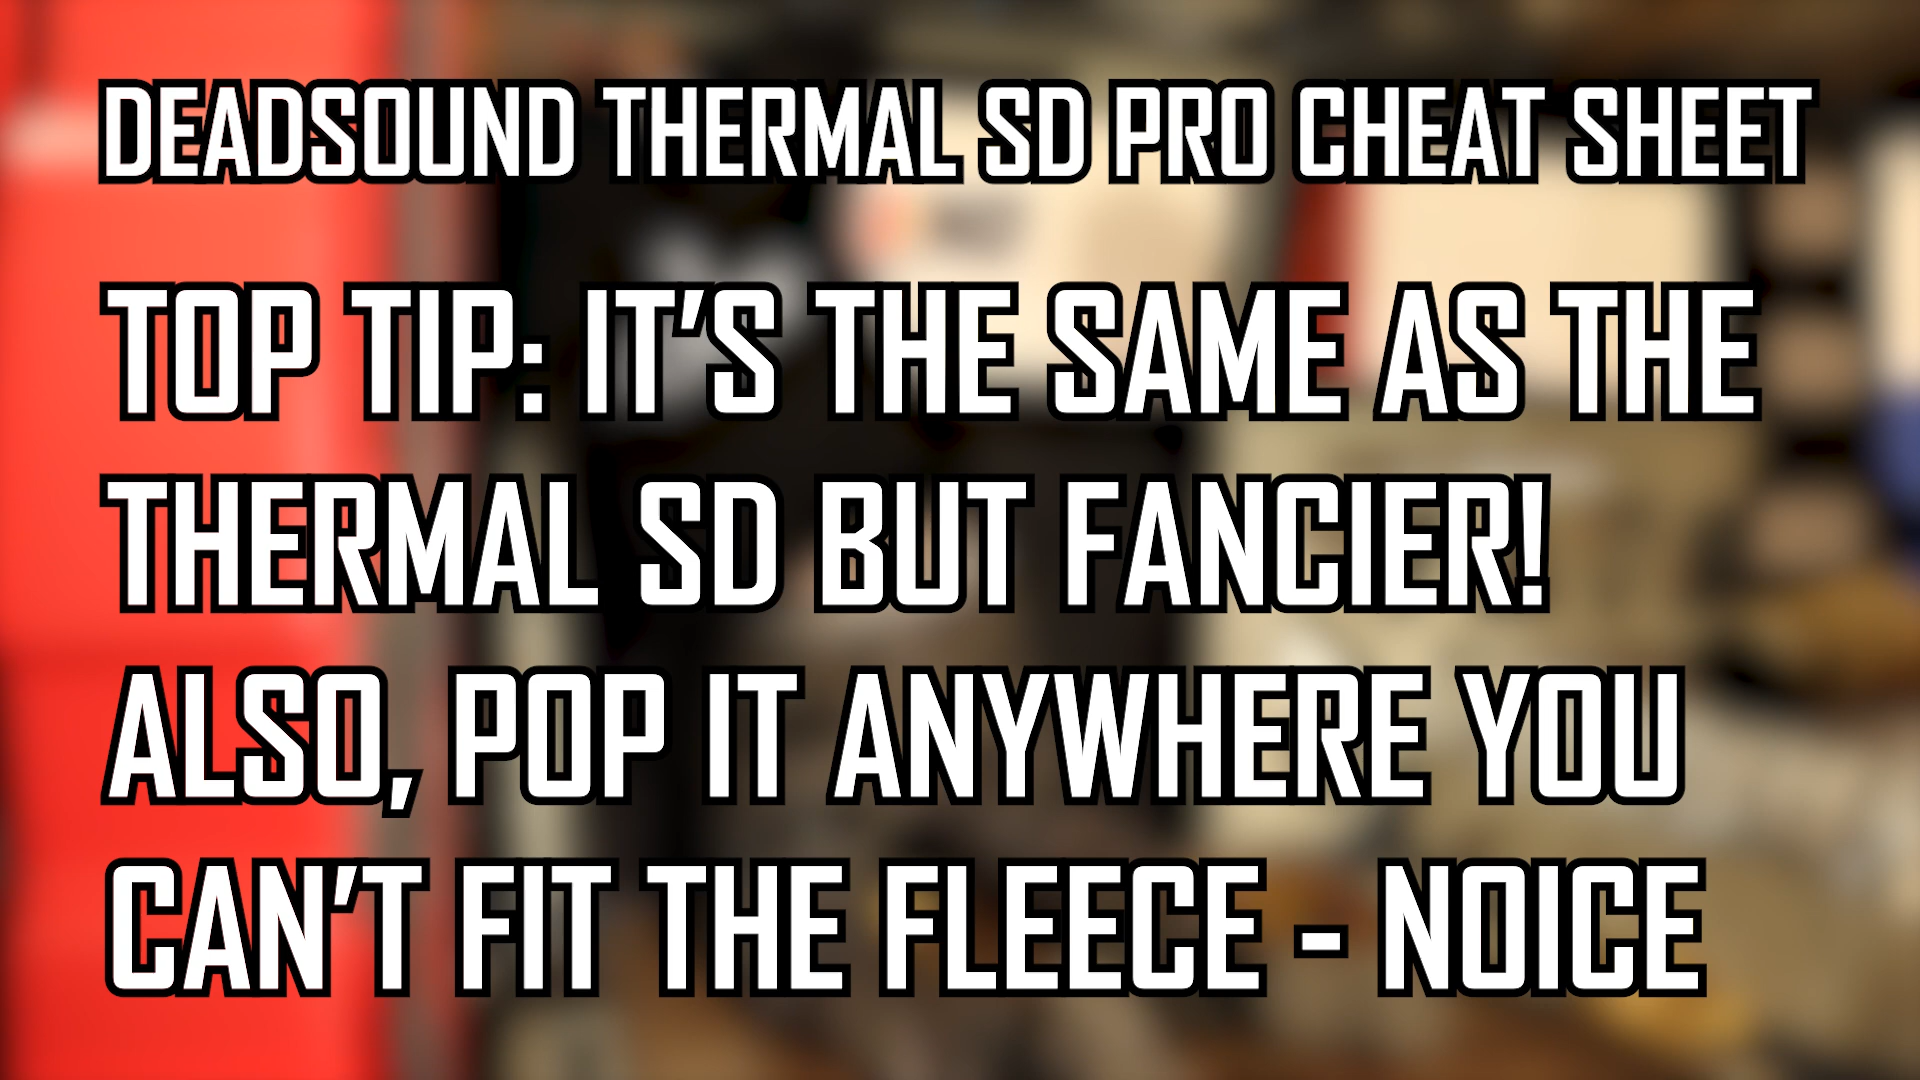 DEADSOUND THERMAL SD PRO CHEAT SHEET
TOP TIP: IT’S THE SAME AS THE
THERMAL SD BUT FANCIER!
ALSO, POP IT ANYWHERE YOU
CAN’T FIT THE FLEECE - NOICE